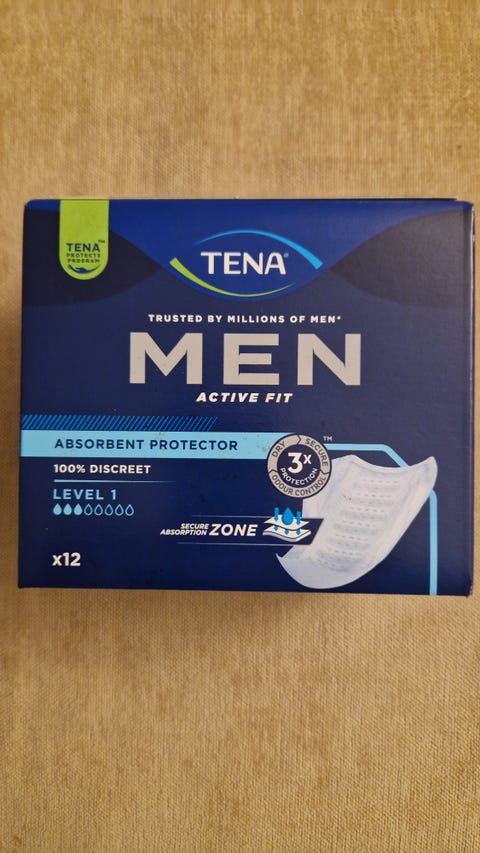 TENA™
PROTECTS
PROGRAM
TENA®
TRUSTED BY MILLIONS OF MEN*
MEN
ACTIVE FIT
ABSORBENT PROTECTOR
100% DISCREET
LEVEL 1
DRY SECURE ™
3x
PROTECTION
ODOUR CONTROL
SECURE
ABSORPTION ZONE
x12